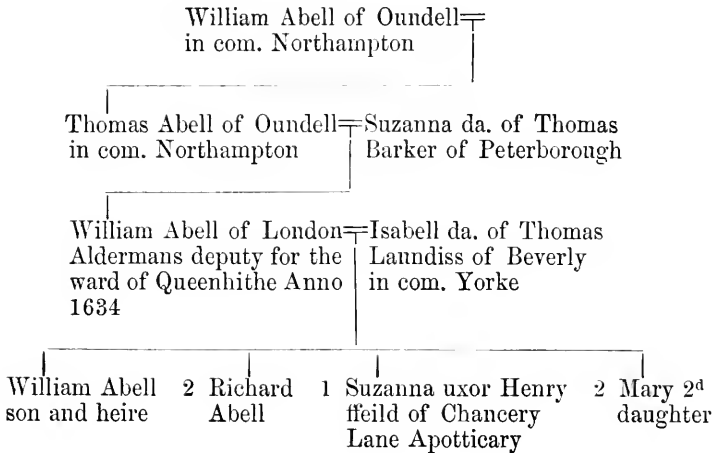 William Abell of Oundell
in com. Northampton
Thomas Abell of Oundell
in com. Northampton
Suzanna da. of Thomas
Barker of Peterborough
William Abell of London
Aldermans deputy for the
ward of Queenhithe Anno
1634
Isabell da. of Thomas
Laundiss of Beverly
in com. Yorke
William Abell
son and heire
2 Richard
Abell
1 Suzanna uxor Henry
ffeild of Chancery
Lane Apotticary
2 Mary 2d
daughter